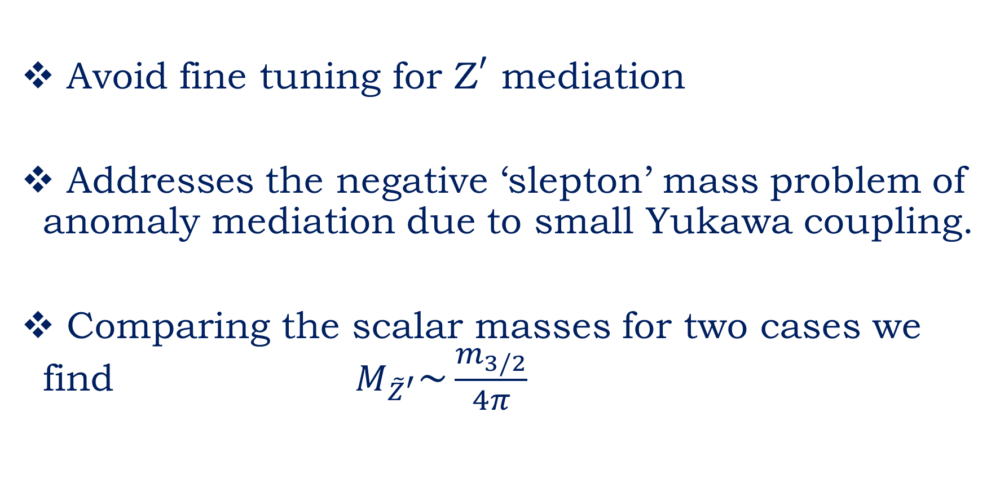 ❖ Avoid fine tuning for Z′ mediation
❖ Addresses the negative ‘slepton’ mass problem of
anomaly mediation due to small Yukawa coupling.
❖ Comparing the scalar masses for two cases we
find $M_{\tilde{Z}'} \sim \frac{m_{3/2}}{4\pi}$